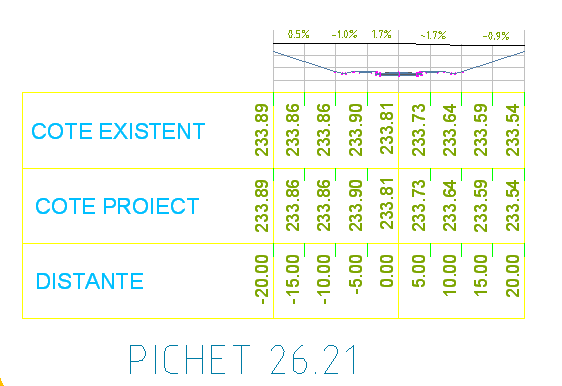 0.5% -1.0% 1.7% -1.7% -0.9%
COTE EXISTENT 233.89 233.86 233.86 233.90 233.81 233.73 233.64 233.59 233.54
COTE PROIECT 233.89 233.86 233.86 233.90 233.81 233.73 233.64 233.59 233.54
DISTANTE -20.00 -15.00 -10.00 -5.00 0.00 5.00 10.00 15.00 20.00
PICHET 26.21